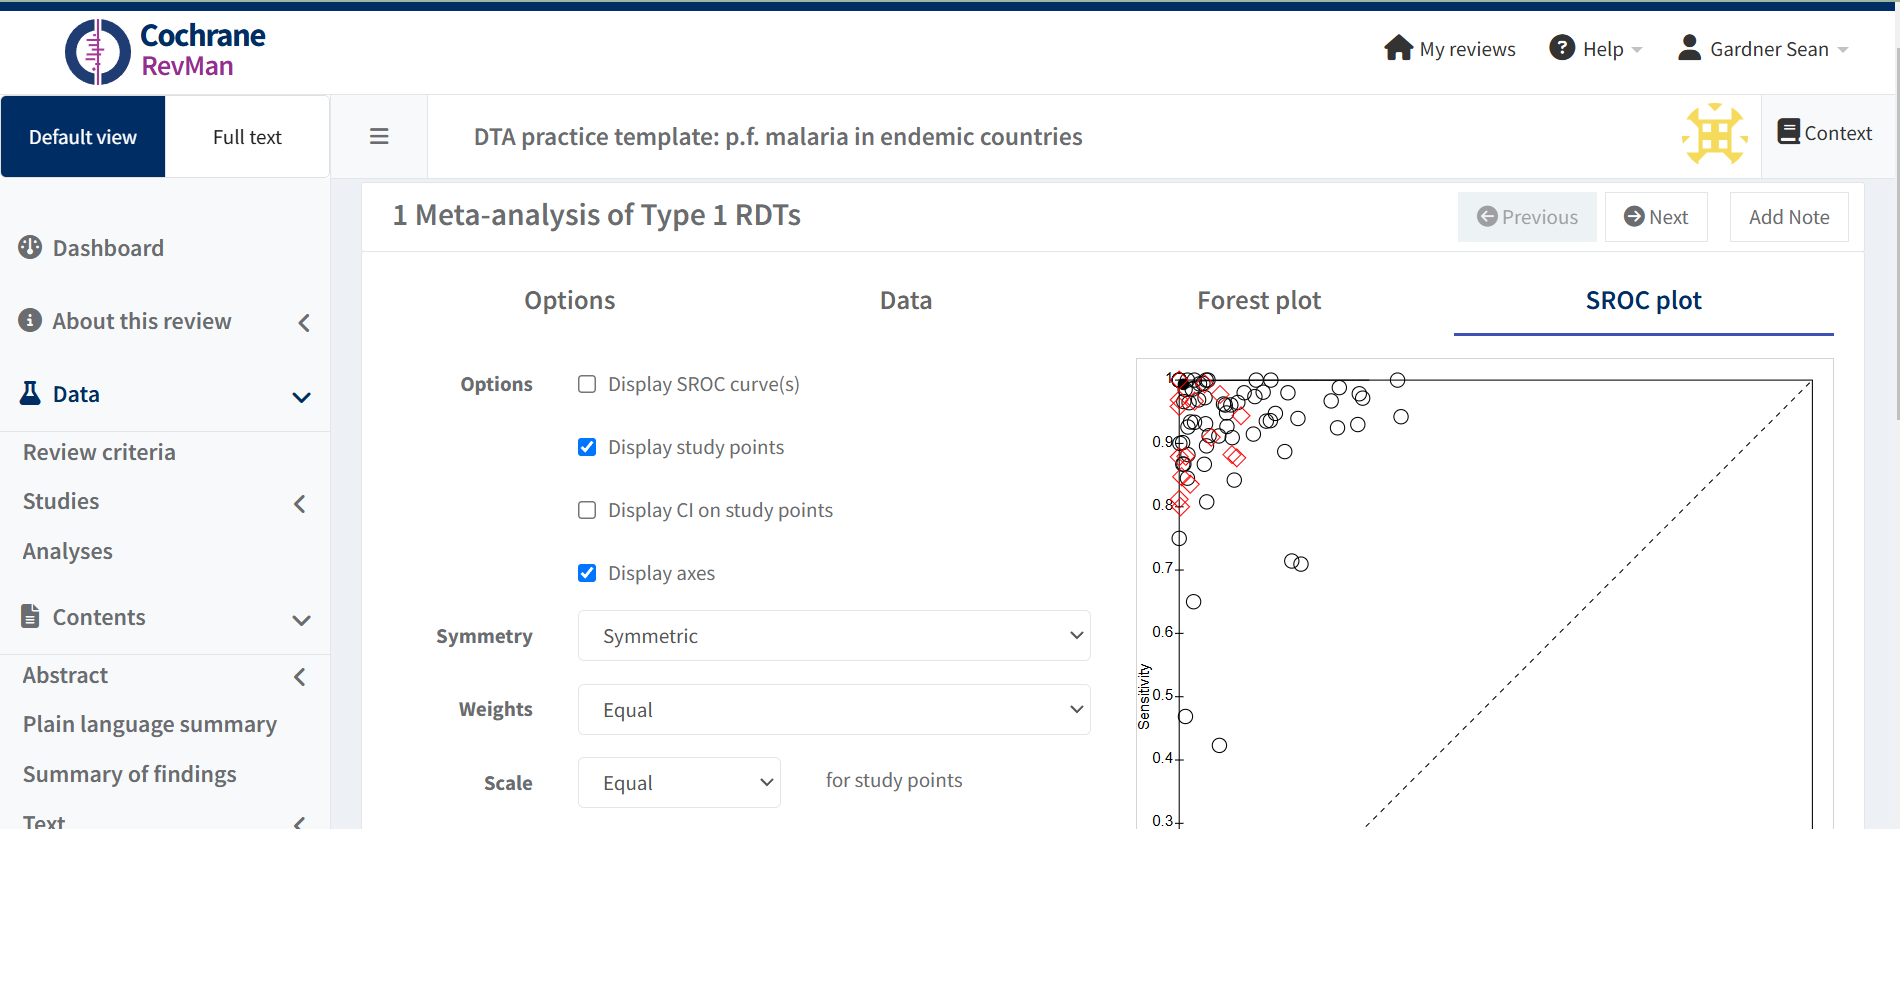 Cochrane
RevMan
My reviews
Help
Gardner Sean
Default view
Full text
DTA practice template: p.f. malaria in endemic countries
Context
1 Meta-analysis of Type 1 RDTs
Previous
Next
Add Note
Dashboard
About this review
Data
Review criteria
Studies
Analyses
Contents
Abstract
Plain language summary
Summary of findings
Text
Options
Data
Forest plot
SROC plot
Options
Display SROC curve(s)
Display study points
Display CI on study points
Display axes
Symmetry
Symmetric
Weights
Equal
Scale
Equal
for study points
1
0.9
0.8
0.7
0.6
0.5
0.4
0.3
Sensitivity